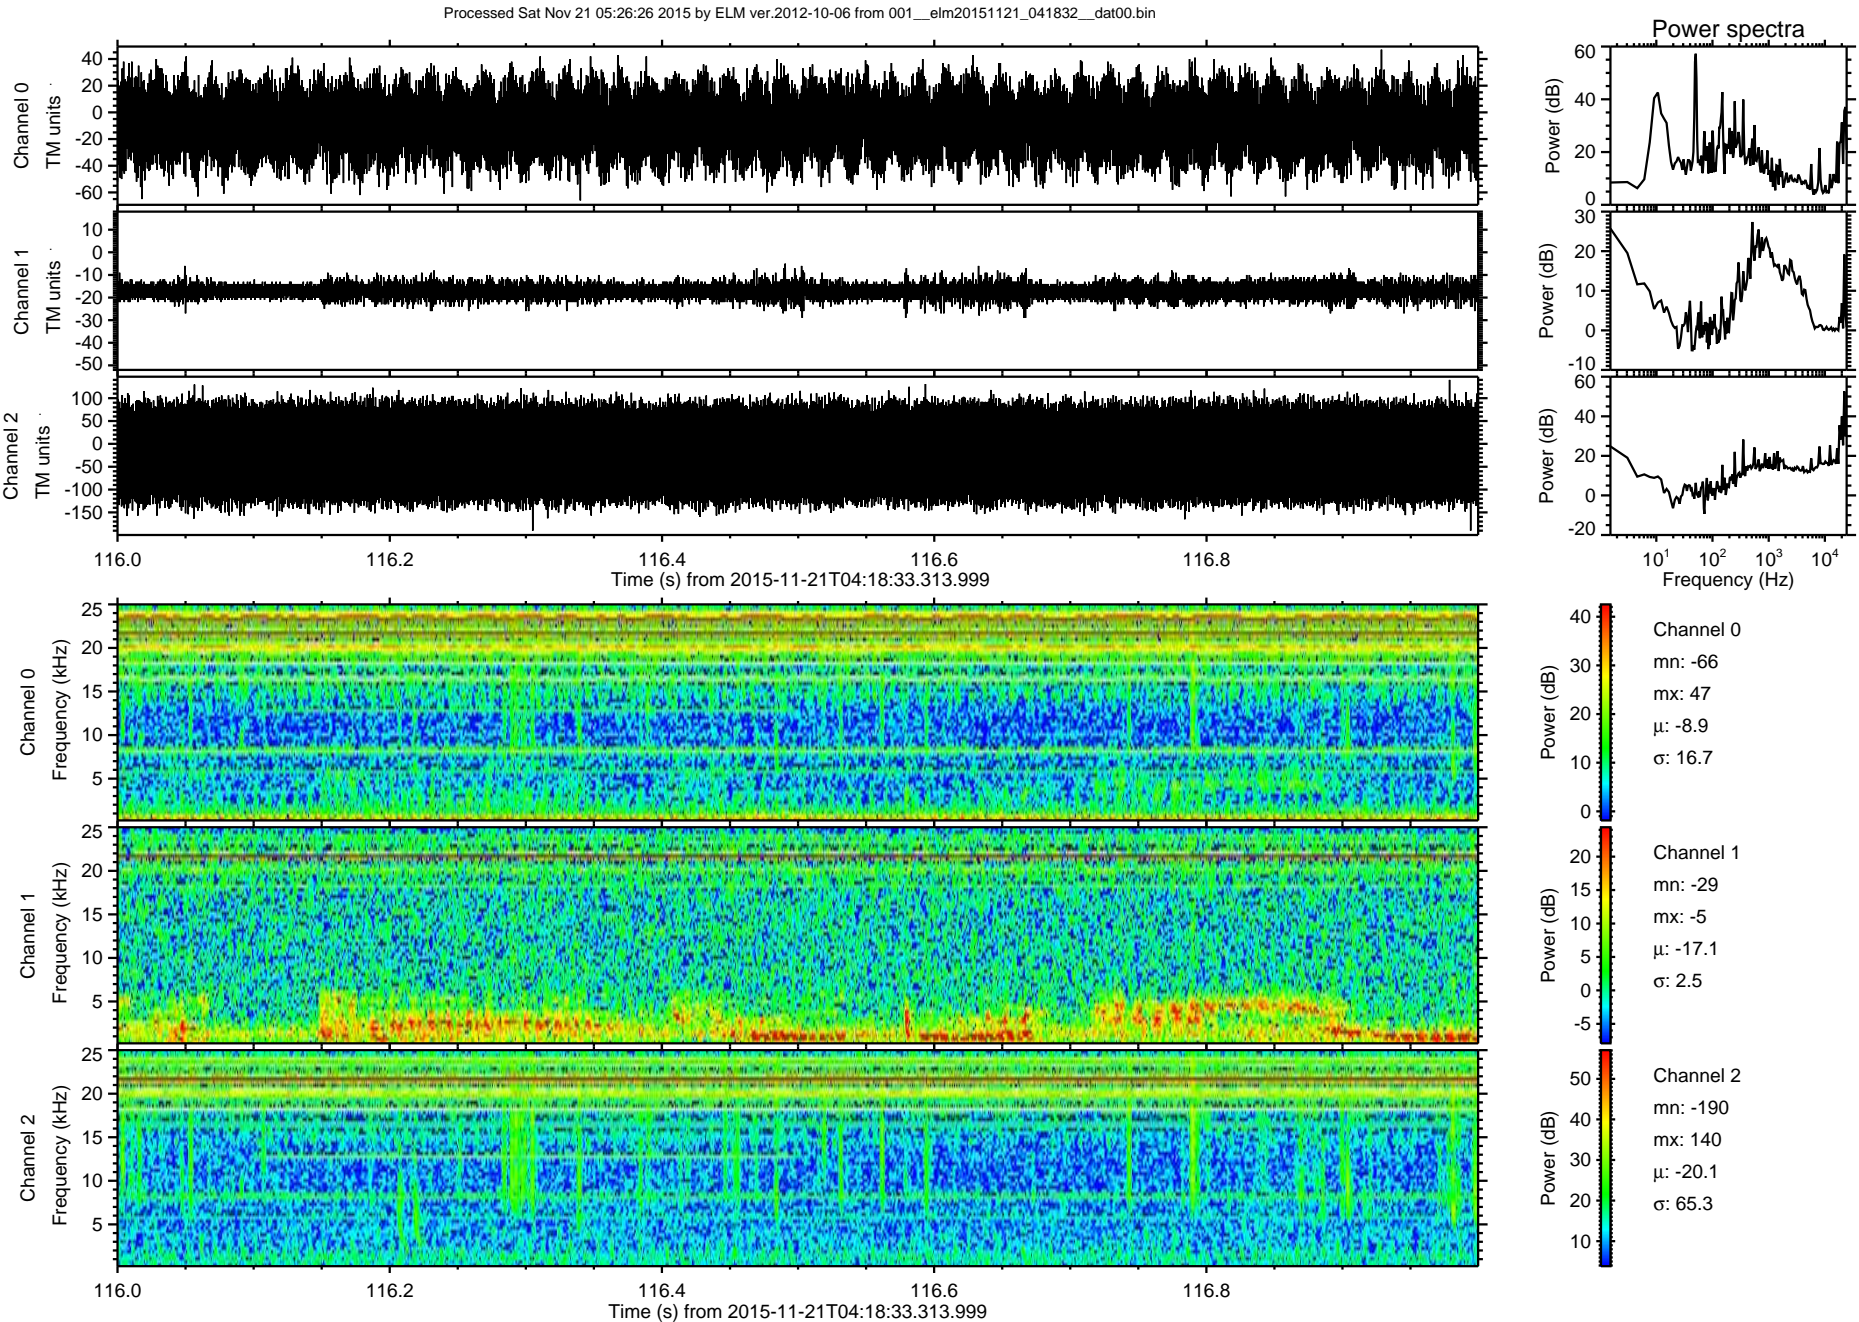 Processed Sat Nov 21 05:26:26 2015 by ELM ver.2012-10-06 from 001__elm20151121_041832__dat00.bin
Power spectra
Channel 0
TM units
40
20
0
-20
-40
-60
Power (dB)
60
40
20
0
Channel 1
TM units
10
0
-10
-20
-30
-40
-50
Power (dB)
30
20
10
0
-10
Channel 2
TM units
100
50
0
-50
-100
-150
Power (dB)
60
40
20
0
-20
116.0 116.2 116.4 116.6 116.8
Time (s) from 2015-11-21T04:18:33.313.999
10¹ 10² 10³ 10⁴
Frequency (Hz)
Channel 0
Frequency (kHz)
25
20
15
10
5
Power (dB)
40
30
20
10
0
Channel 0
mn: -66
mx: 47
μ: -8.9
σ: 16.7
Channel 1
Frequency (kHz)
25
20
15
10
5
Power (dB)
20
15
10
5
0
-5
Channel 1
mn: -29
mx: -5
μ: -17.1
σ: 2.5
Channel 2
Frequency (kHz)
25
20
15
10
5
Power (dB)
50
40
30
20
10
Channel 2
mn: -190
mx: 140
μ: -20.1
σ: 65.3
116.0 116.2 116.4 116.6 116.8
Time (s) from 2015-11-21T04:18:33.313.999